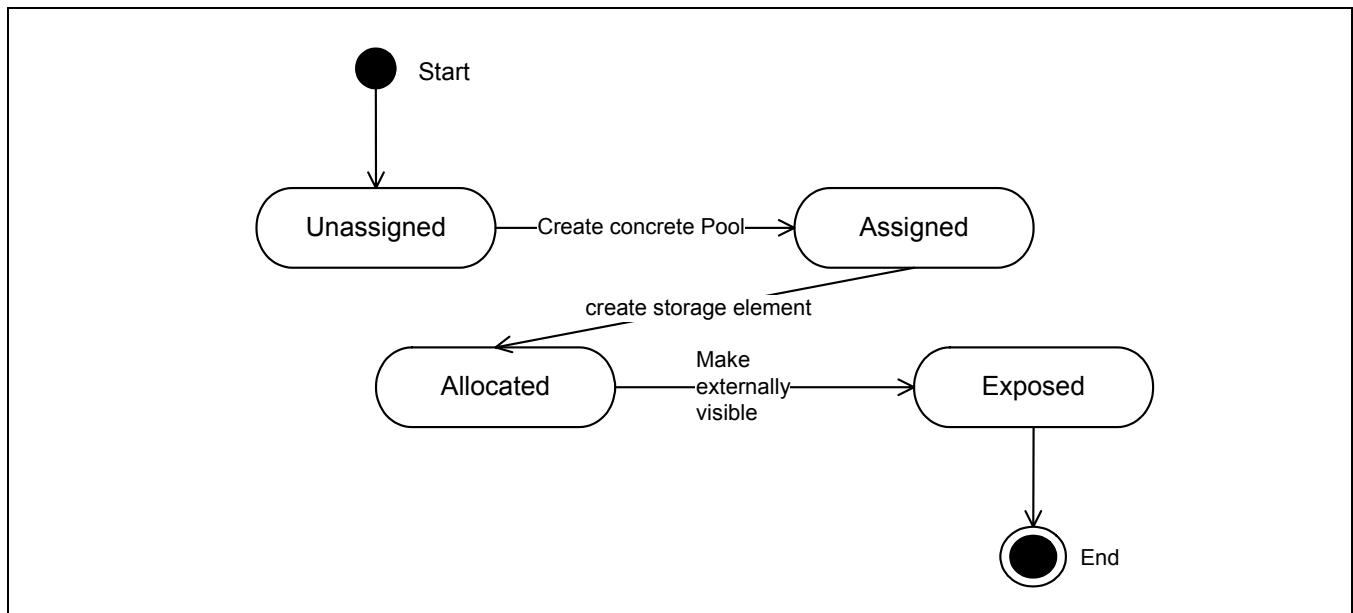 Start
Unassigned
Create concrete Pool
Assigned
create storage element
Allocated
Make
externally
visible
Exposed
End